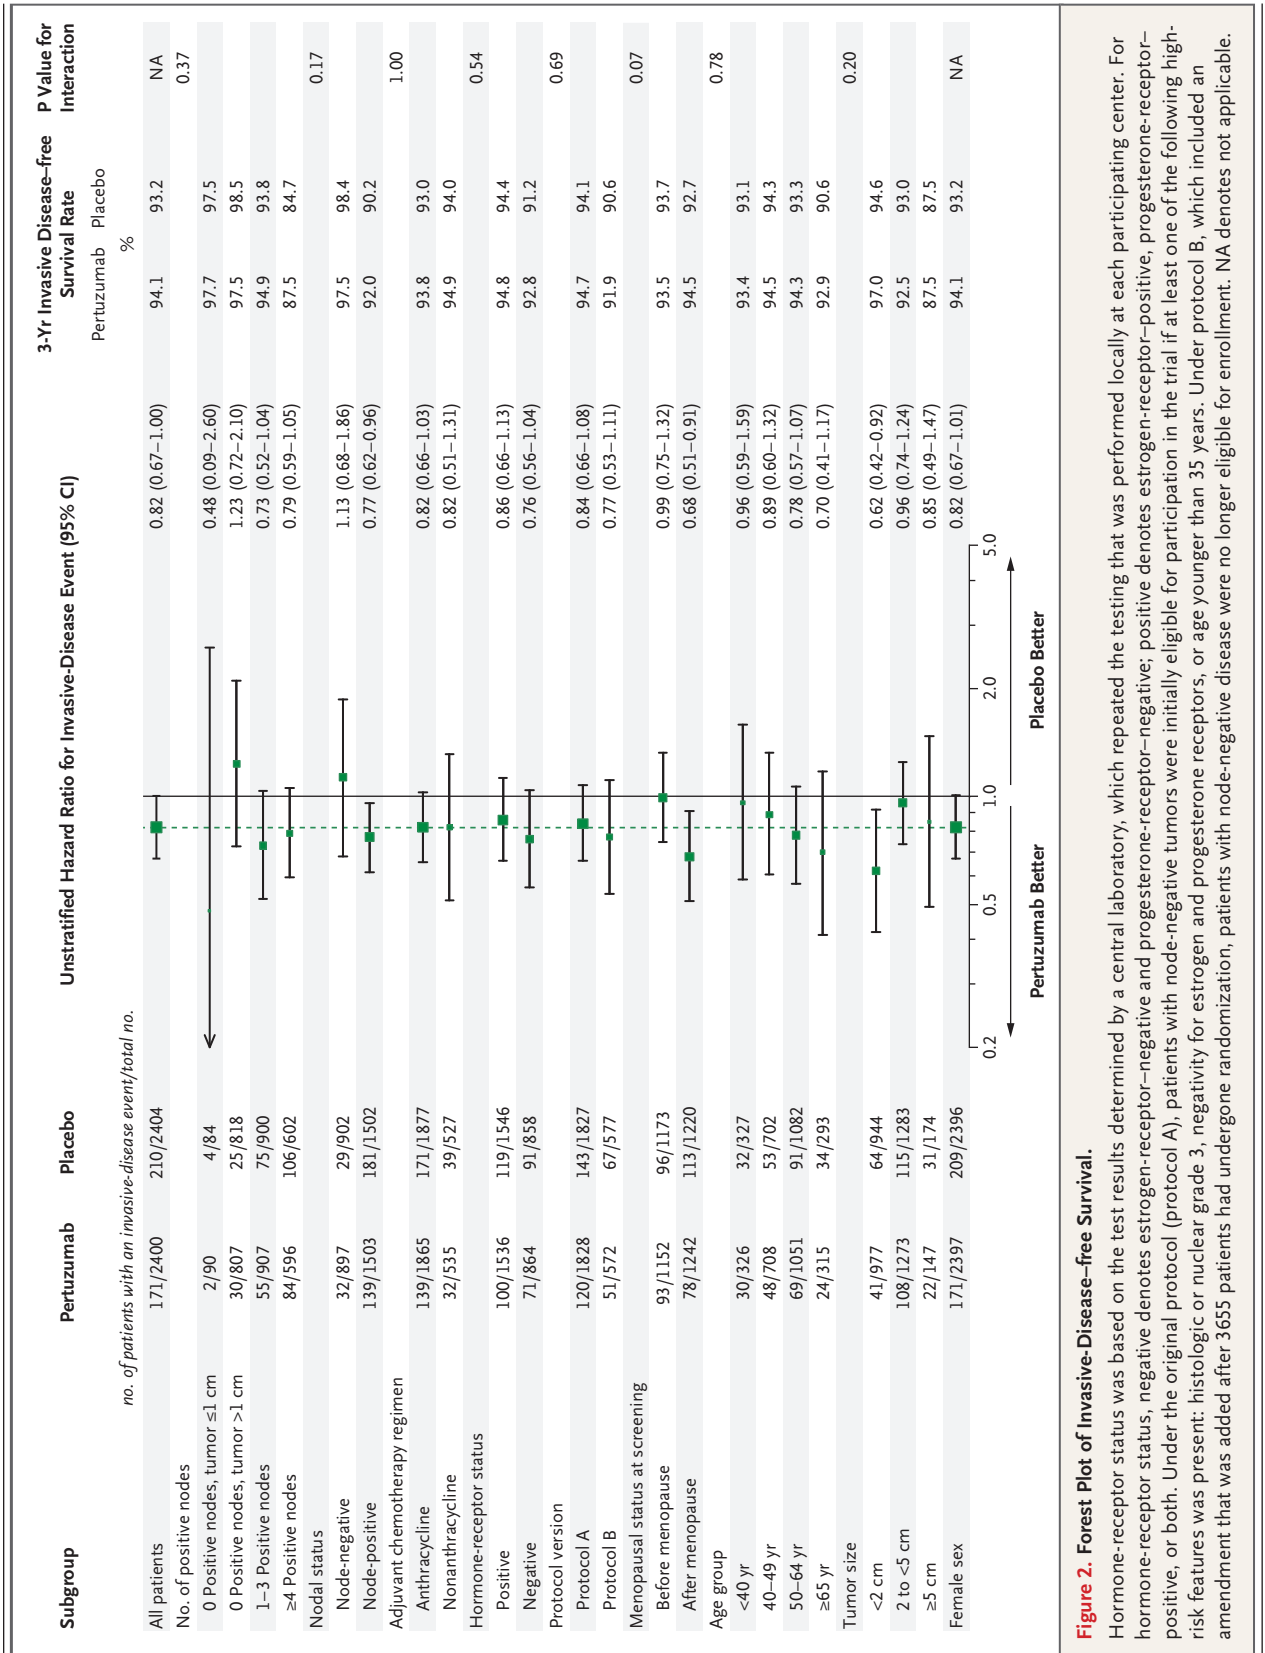 Subgroup Pertuzumab Placebo Unstratified Hazard Ratio for Invasive-Disease Event (95% CI) 3-Yr Invasive Disease–free Survival Rate P Value for Interaction
no. of patients with an invasive-disease event/total no. Pertuzumab Placebo
%
All patients 171/2400 210/2404 0.82 (0.67–1.00) 94.1 93.2 NA
No. of positive nodes 0.37
0 Positive nodes, tumor ≤1 cm 2/90 4/84 0.48 (0.09–2.60) 97.7 97.5
0 Positive nodes, tumor >1 cm 30/807 25/818 1.23 (0.72–2.10) 97.5 98.5
1–3 Positive nodes 55/907 75/900 0.73 (0.52–1.04) 94.9 93.8
≥4 Positive nodes 84/596 106/602 0.79 (0.59–1.05) 87.5 84.7
Nodal status 0.17
Node-negative 32/897 29/902 1.13 (0.68–1.86) 97.5 98.4
Node-positive 139/1503 181/1502 0.77 (0.62–0.96) 92.0 90.2
Adjuvant chemotherapy regimen 1.00
Anthracycline 139/1865 171/1877 0.82 (0.66–1.03) 93.8 93.0
Nonanthracycline 32/535 39/527 0.82 (0.51–1.31) 94.9 94.0
Hormone-receptor status 0.54
Positive 100/1536 119/1546 0.86 (0.66–1.13) 94.8 94.4
Negative 71/864 91/858 0.76 (0.56–1.04) 92.8 91.2
Protocol version 0.69
Protocol A 120/1828 143/1827 0.84 (0.66–1.08) 94.7 94.1
Protocol B 51/572 67/577 0.77 (0.53–1.11) 91.9 90.6
Menopausal status at screening 0.07
Before menopause 93/1152 96/1173 0.99 (0.75–1.32) 93.5 93.7
After menopause 78/1242 113/1220 0.68 (0.51–0.91) 94.5 92.7
Age group 0.78
<40 yr 30/326 32/327 0.96 (0.59–1.59) 93.4 93.1
40–49 yr 48/708 53/702 0.89 (0.60–1.32) 94.5 94.3
50–64 yr 69/1051 91/1082 0.78 (0.57–1.07) 94.3 93.3
≥65 yr 24/315 34/293 0.70 (0.41–1.17) 92.9 90.6
Tumor size 0.20
<2 cm 41/977 64/944 0.62 (0.42–0.92) 97.0 94.6
2 to <5 cm 108/1273 115/1283 0.96 (0.74–1.24) 92.5 93.0
≥5 cm 22/147 31/174 0.85 (0.49–1.47) 87.5 87.5
Female sex 171/2397 209/2396 0.82 (0.67–1.01) 94.1 93.2 NA
0.2 0.5 1.0 2.0 5.0
Pertuzumab Better Placebo Better
Figure 2. Forest Plot of Invasive-Disease–free Survival.
Hormone-receptor status was based on the test results determined by a central laboratory, which repeated the testing that was performed locally at each participating center. For
hormone-receptor status, negative denotes estrogen-receptor–negative and progesterone-receptor–negative; positive denotes estrogen-receptor–positive, progesterone-receptor–
positive, or both. Under the original protocol (protocol A), patients with node-negative tumors were initially eligible for participation in the trial if at least one of the following high-
risk features was present: histologic or nuclear grade 3, negativity for estrogen and progesterone receptors, or age younger than 35 years. Under protocol B, which included an
amendment that was added after 3655 patients had undergone randomization, patients with node-negative disease were no longer eligible for enrollment. NA denotes not applicable.